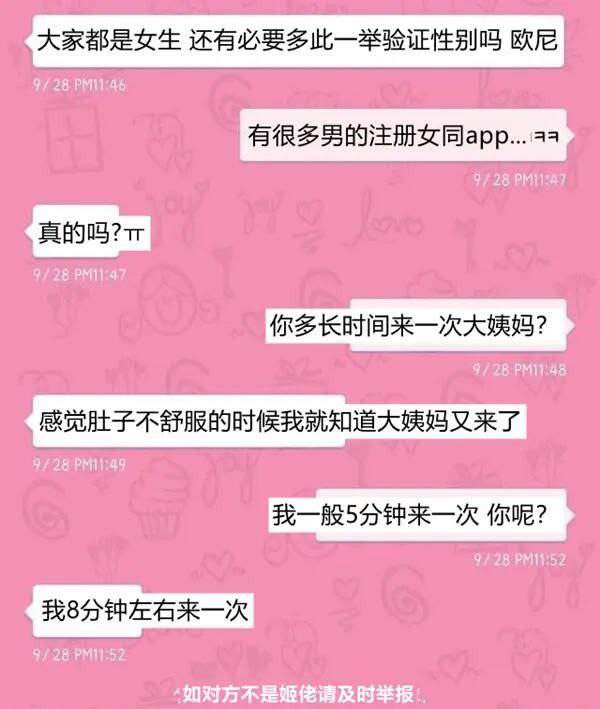 大家都是女生 还有必要多此一举验证性别吗 欧尼
9/28 PM11:46
有很多男的注册女同app...ㅋㅋ
9/28 PM11:47
真的吗?ㅠ
9/28 PM11:47
你多长时间来一次大姨妈?
9/28 PM11:48
感觉肚子不舒服的时候我就知道大姨妈又来了
9/28 PM11:49
我一般5分钟来一次 你呢?
9/28 PM11:52
我8分钟左右来一次
9/28 PM11:52
如对方不是姬佬请及时举报